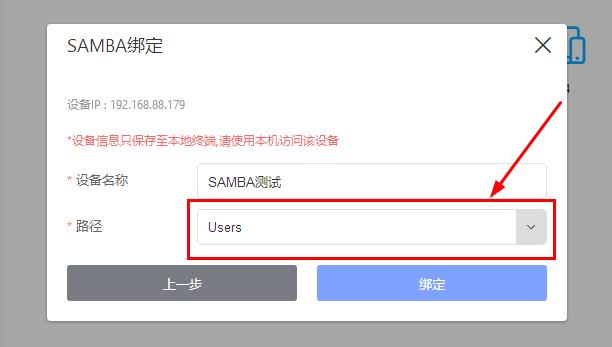 SAMBA绑定
4
设备IP : 192.168.88.179
*设备信息只保存至本地终端,请使用本机访问该设备
* 设备名称
SAMBA测试
* 路径
Users
上一步
绑定